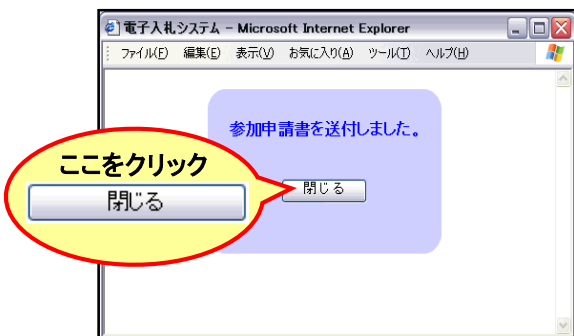 電子入札システム - Microsoft Internet Explorer
ファイル(F) 編集(E) 表示(V) お気に入り(A) ツール(T) ヘルプ(H)
参加申請書を送付しました。
ここをクリック
閉じる
閉じる